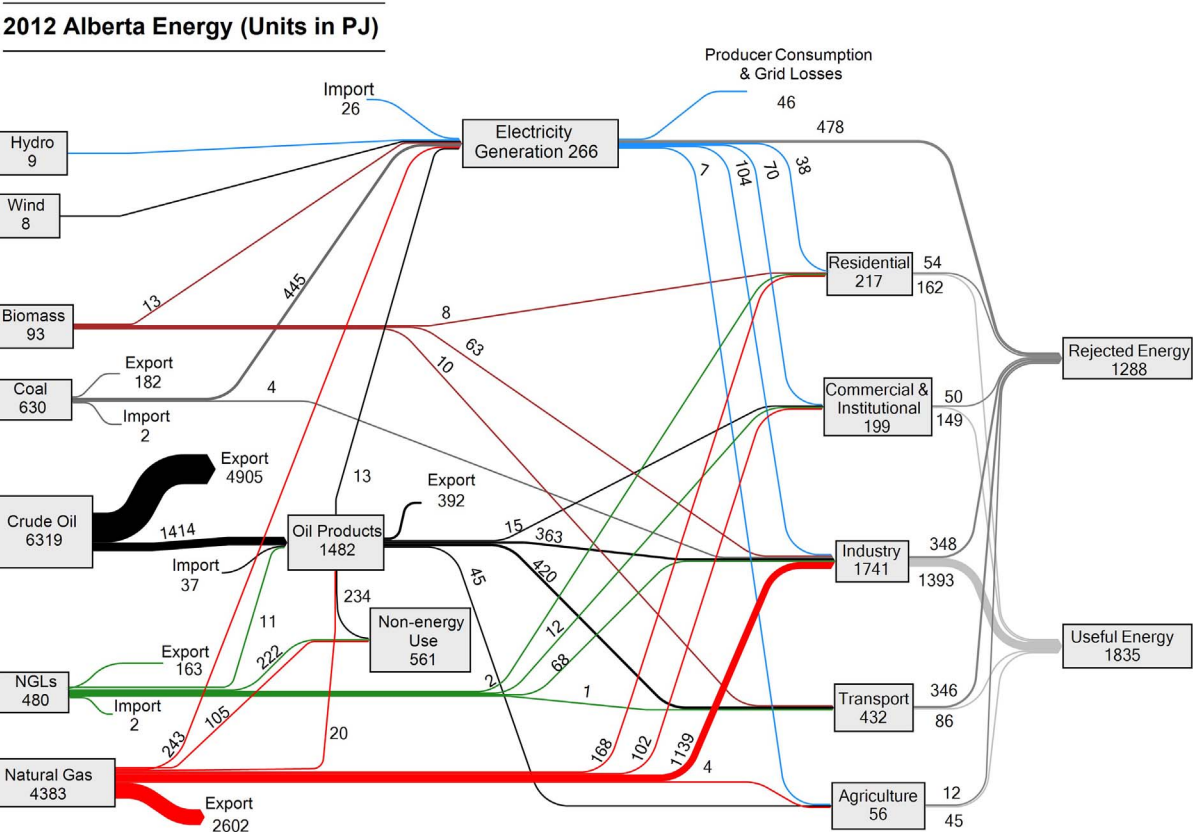 2012 Alberta Energy (Units in PJ)
Producer Consumption
& Grid Losses
46
Import
26
Electricity
Generation 266
478
Hydro
9
7
104
70
38
Wind
8
Residential
217
54
162
445
13
Biomass
93
8
63
10
Rejected Energy
1288
Export
182
Coal
630
4
Import
2
Commercial &
Institutional
199
50
149
Export
4905
13
Export
392
Crude Oil
6319
1414
Oil Products
1482
15
363
Import
37
420
45
Industry
1741
348
1393
234
Non-energy
Use
561
11
12
68
Useful Energy
1835
Export
163
222
NGLs
480
Import
2
2
1
Transport
432
346
86
243
105
20
168
102
1139
4
Natural Gas
4383
Export
2602
Agriculture
56
12
45